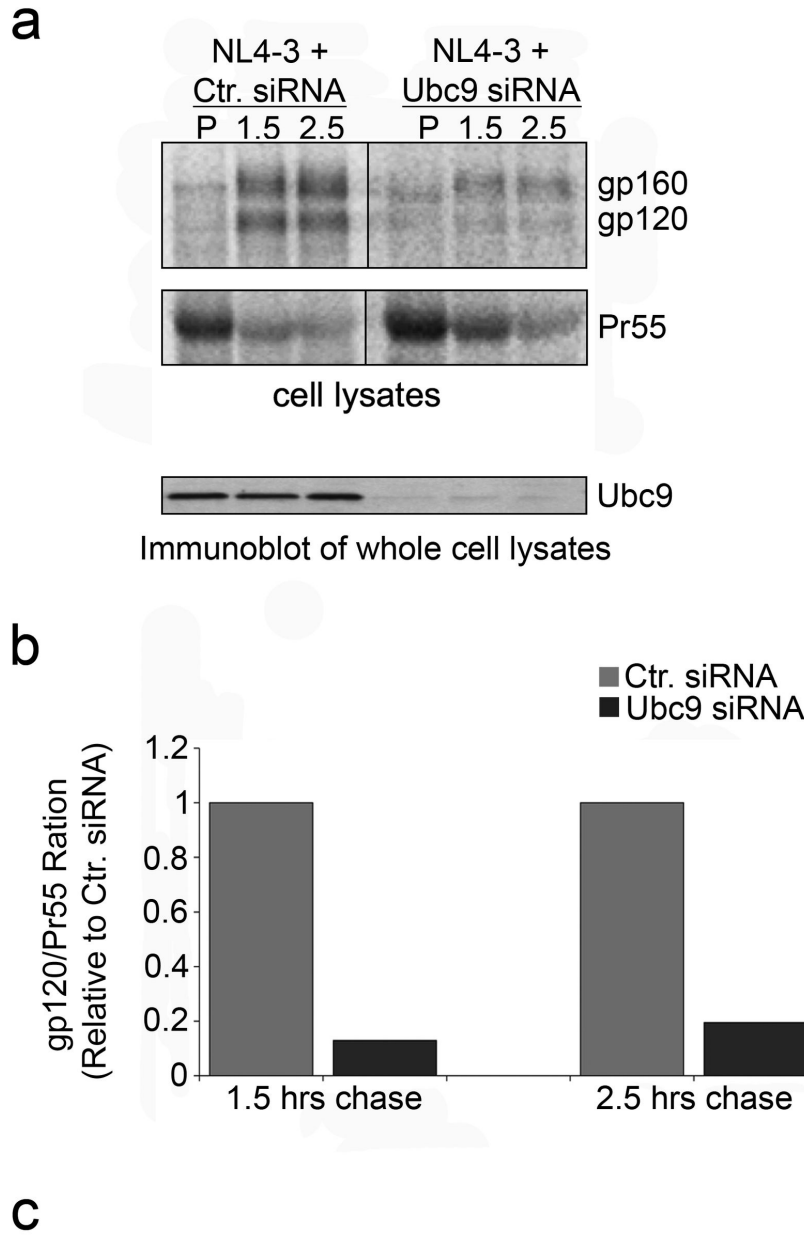 a
NL4-3 +
Ctr. siRNA
NL4-3 +
Ubc9 siRNA
P 1.5 2.5 P 1.5 2.5
gp160
gp120
Pr55
cell lysates
Ubc9
Immunoblot of whole cell lysates
b
Ctr. siRNA
Ubc9 siRNA
gp120/Pr55 Ration
(Relative to Ctr. siRNA)
1.2
1
0.8
0.6
0.4
0.2
0
1.5 hrs chase
2.5 hrs chase
c